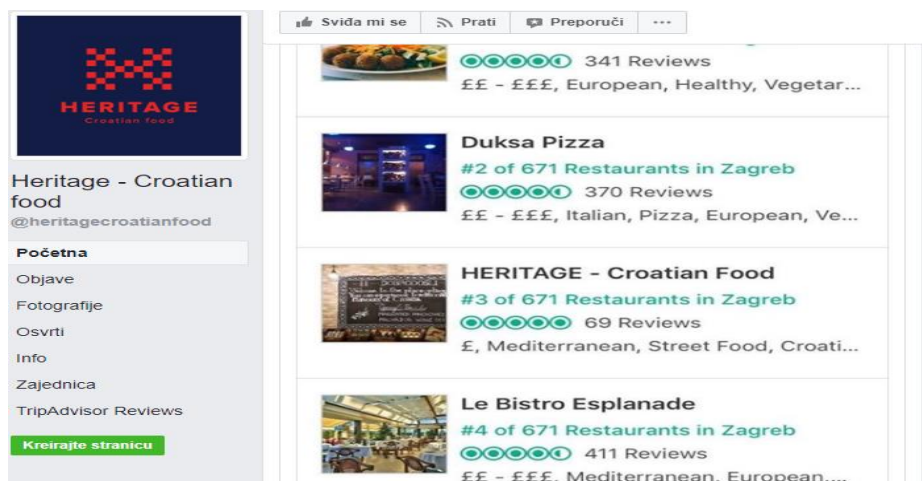 HERITAGE
Croatian food
Heritage - Croatian
food
@heritagecroatianfood
Početna
Objave
Fotografije
Osvrti
Info
Zajednica
TripAdvisor Reviews
Kreirajte stranicu
Sviđa mi se
Prati
Preporuči
...
341 Reviews
££ - £££, European, Healthy, Vegetar...
Duksa Pizza
#2 of 671 Restaurants in Zagreb
370 Reviews
££ - £££, Italian, Pizza, European, Ve...
HERITAGE - Croatian Food
#3 of 671 Restaurants in Zagreb
69 Reviews
£, Mediterranean, Street Food, Croati...
Le Bistro Esplanade
#4 of 671 Restaurants in Zagreb
411 Reviews
££ - £££, Mediterranean, European,...